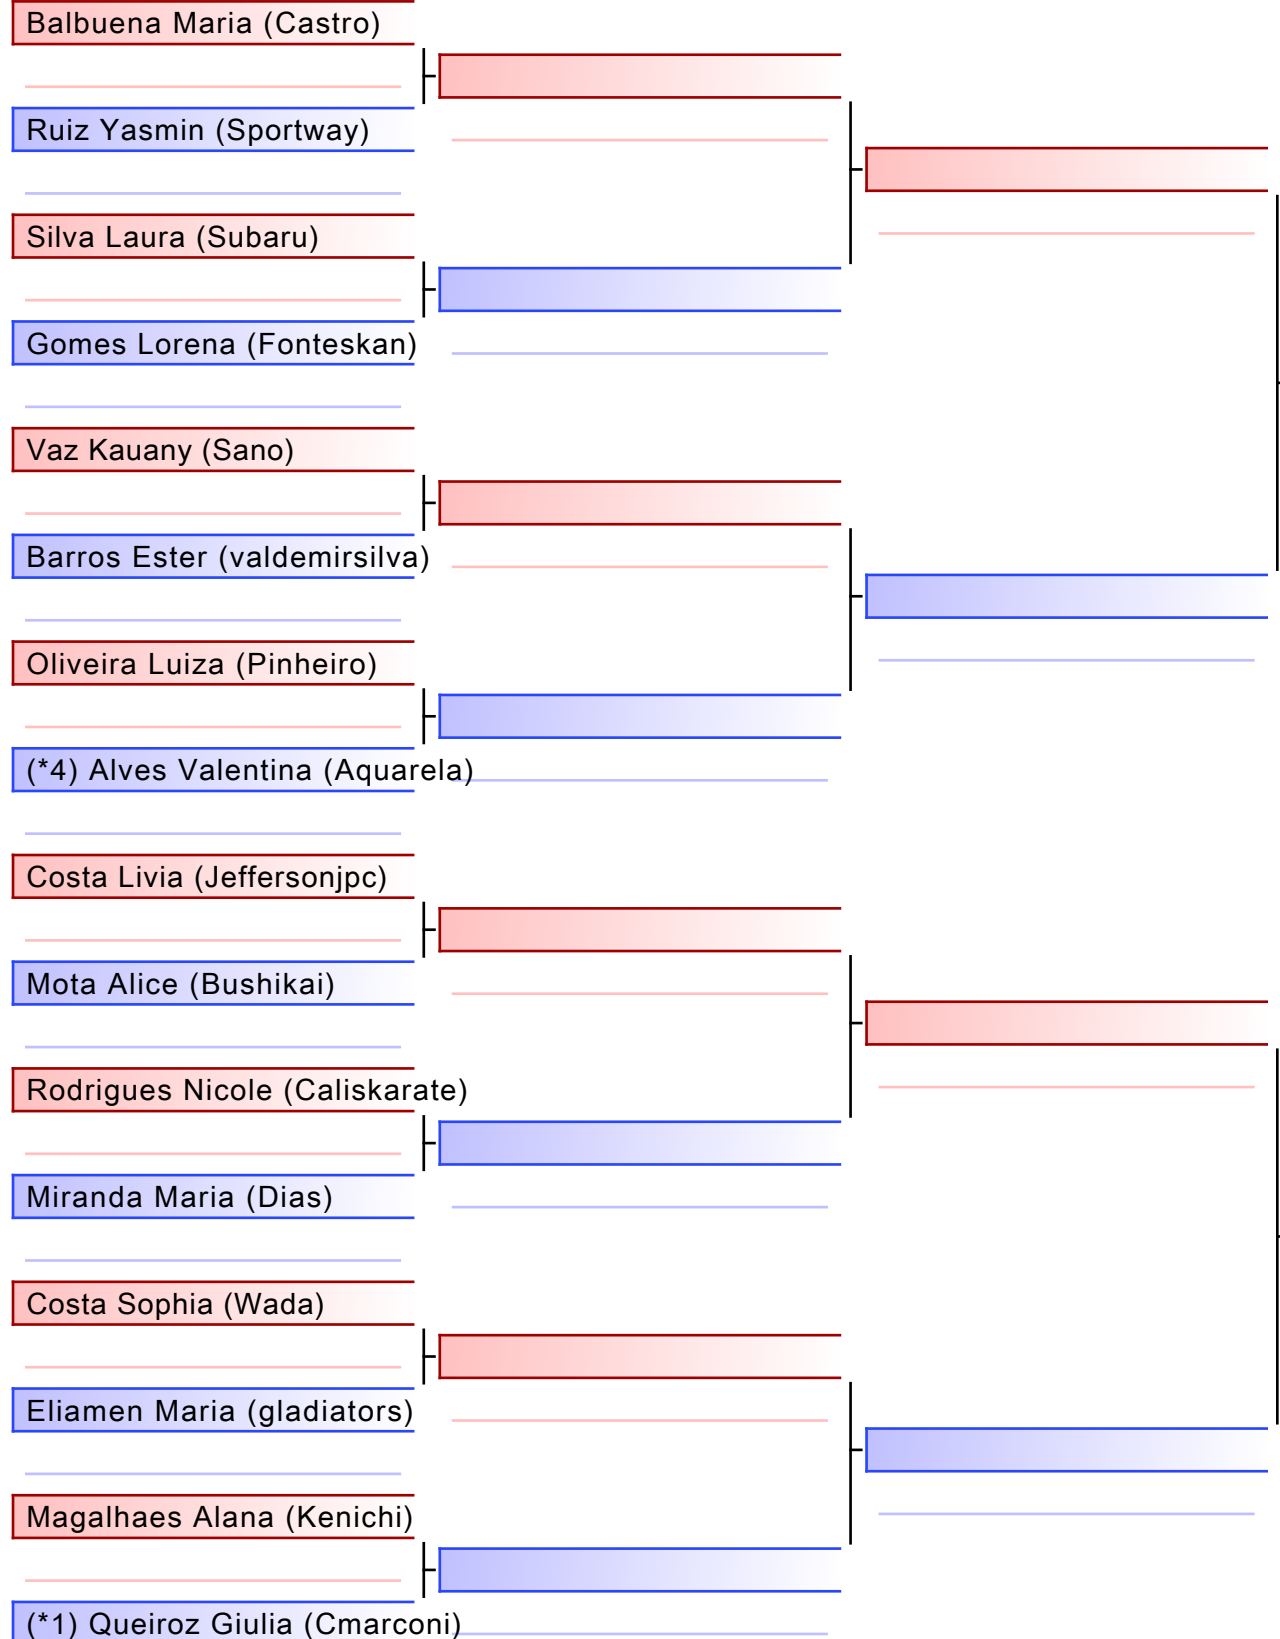 Balbuena Maria (Castro)
Ruiz Yasmin (Sportway)
Silva Laura (Subaru)
Gomes Lorena (Fonteskan)
Vaz Kauany (Sano)
Barros Ester (valdemirsilva)
Oliveira Luiza (Pinheiro)
(*4) Alves Valentina (Aquarela)
Costa Livia (Jeffersonjpc)
Mota Alice (Bushikai)
Rodrigues Nicole (Caliskarate)
Miranda Maria (Dias)
Costa Sophia (Wada)
Eliamen Maria (gladiators)
Magalhaes Alana (Kenichi)
(*1) Queiroz Giulia (Cmarconi)